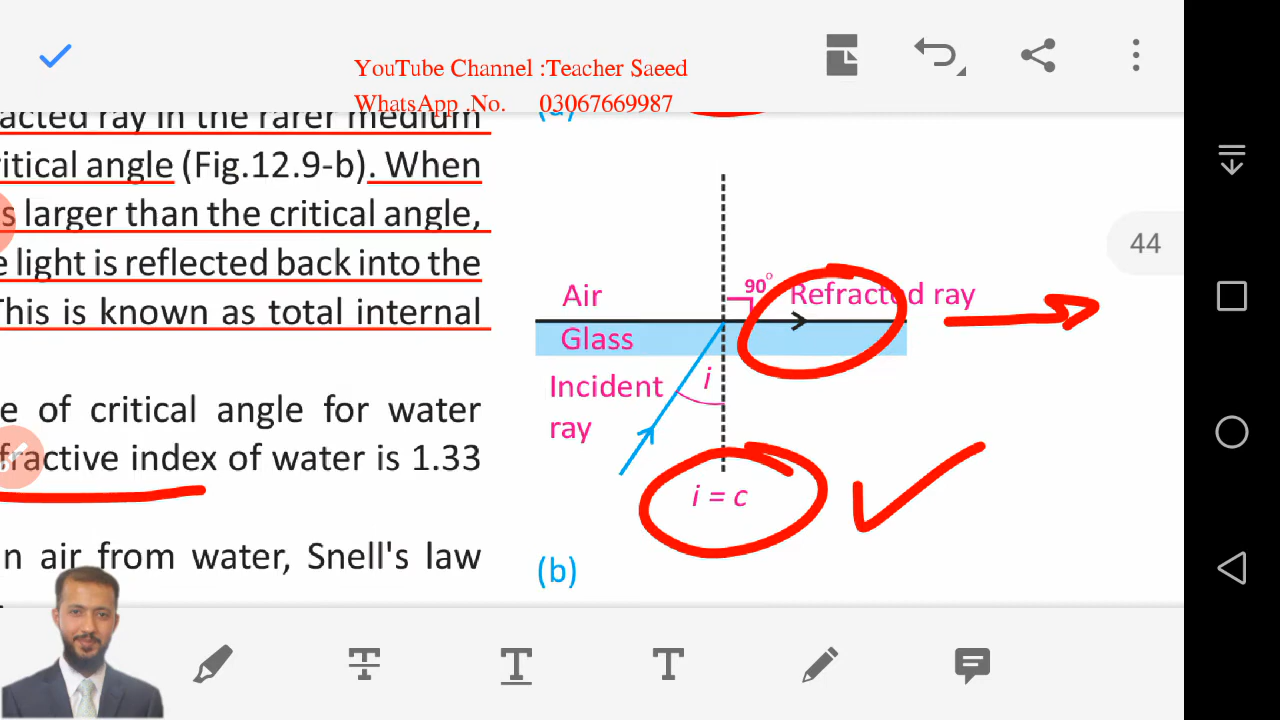 YouTube Channel :Teacher Saeed
WhatsApp .No. 03067669987
acted ray in the rarer medium
ritical angle (Fig.12.9-b). When
s larger than the critical angle,
e light is reflected back into the
This is known as total internal
e of critical angle for water
fractive index of water is 1.33
n air from water, Snell's law
(a)
90°
Air
Refracted ray
Glass
Incident
ray
i
i = c
(b)
44